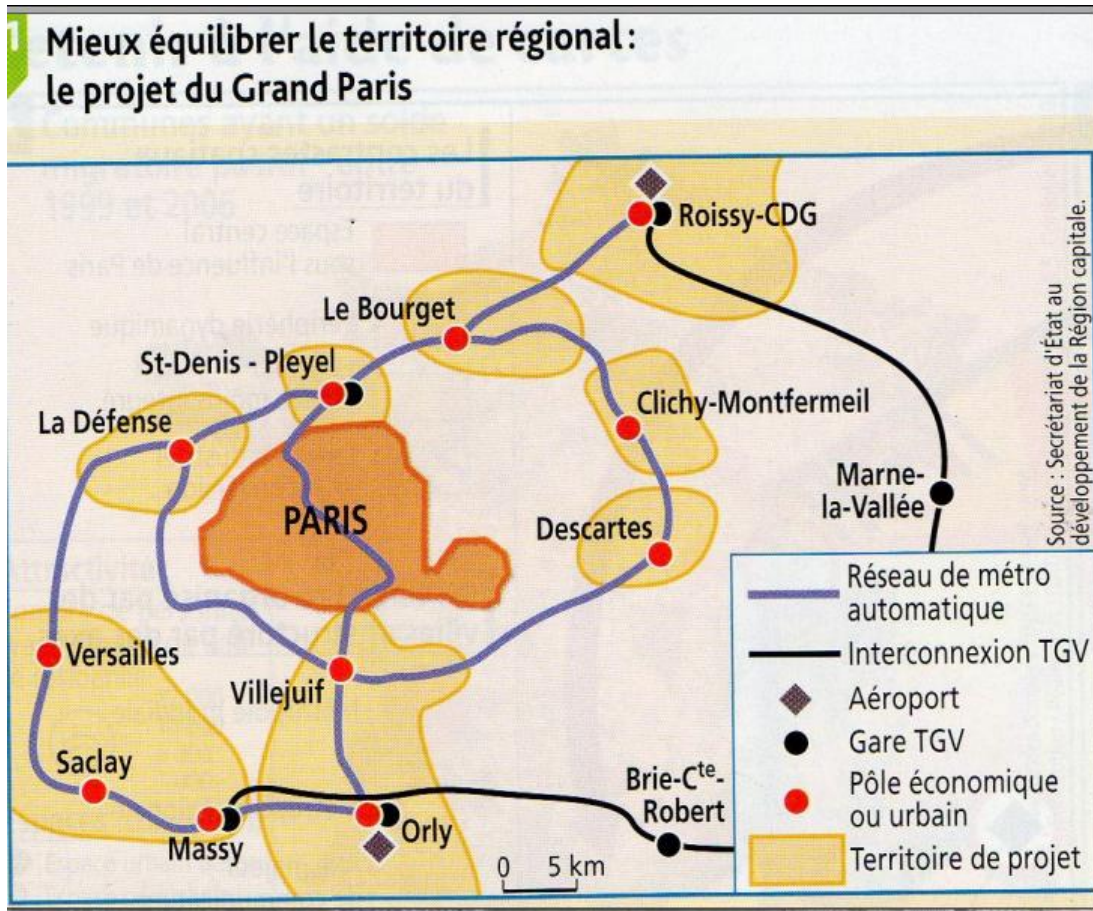 1
Mieux équilibrer le territoire régional :
le projet du Grand Paris
Roissy-CDG
Le Bourget
St-Denis - Pleyel
La Défense
Clichy-Montfermeil
PARIS
Descartes
Marne-
la-Vallée
Versailles
Villejuif
Saclay
Massy
Orly
Brie-Cte-
Robert
0 5 km
Réseau de métro
automatique
Interconnexion TGV
Aéroport
Gare TGV
Pôle économique
ou urbain
Territoire de projet
Source : Secrétariat d'État au
développement de la Région capitale.